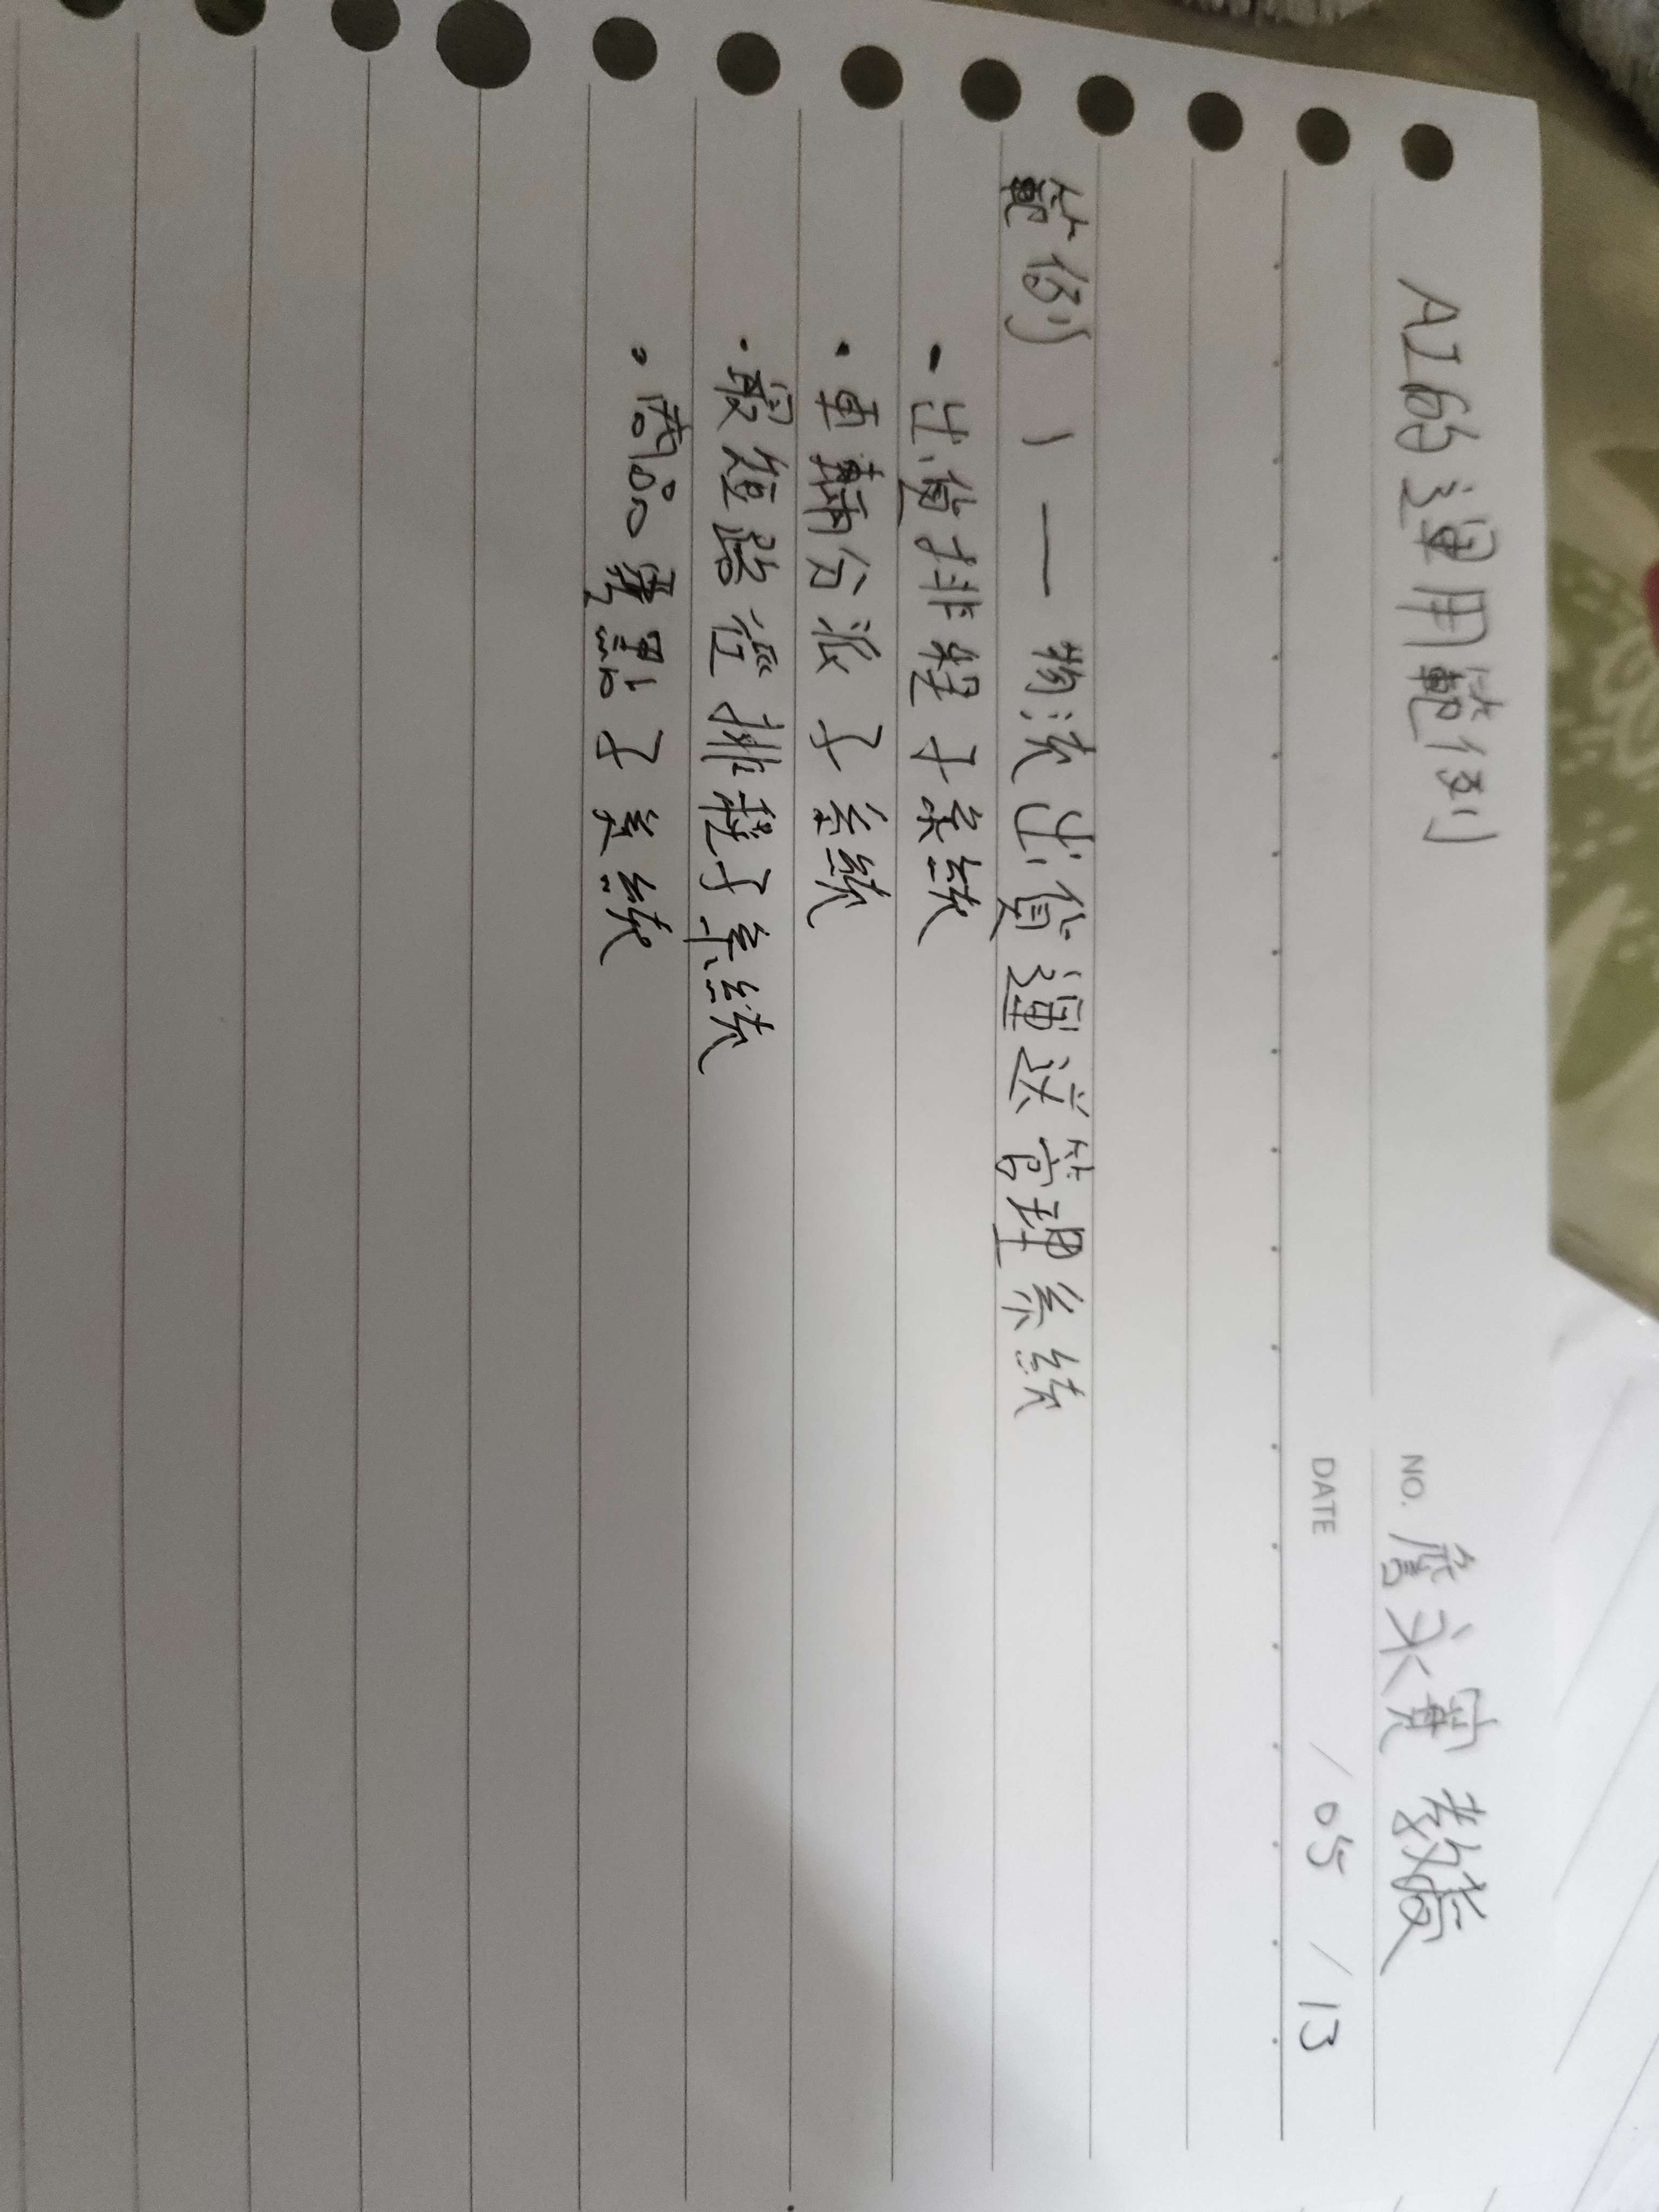 AI的運用範例
NO. 詹永寬教授
DATE / 05 / 13
範例 1 — 物流出貨運送管理系統
- 出貨排程子系統
· 車輛分派子系統
· 最短路徑排程子系統
· 商品 點子系統